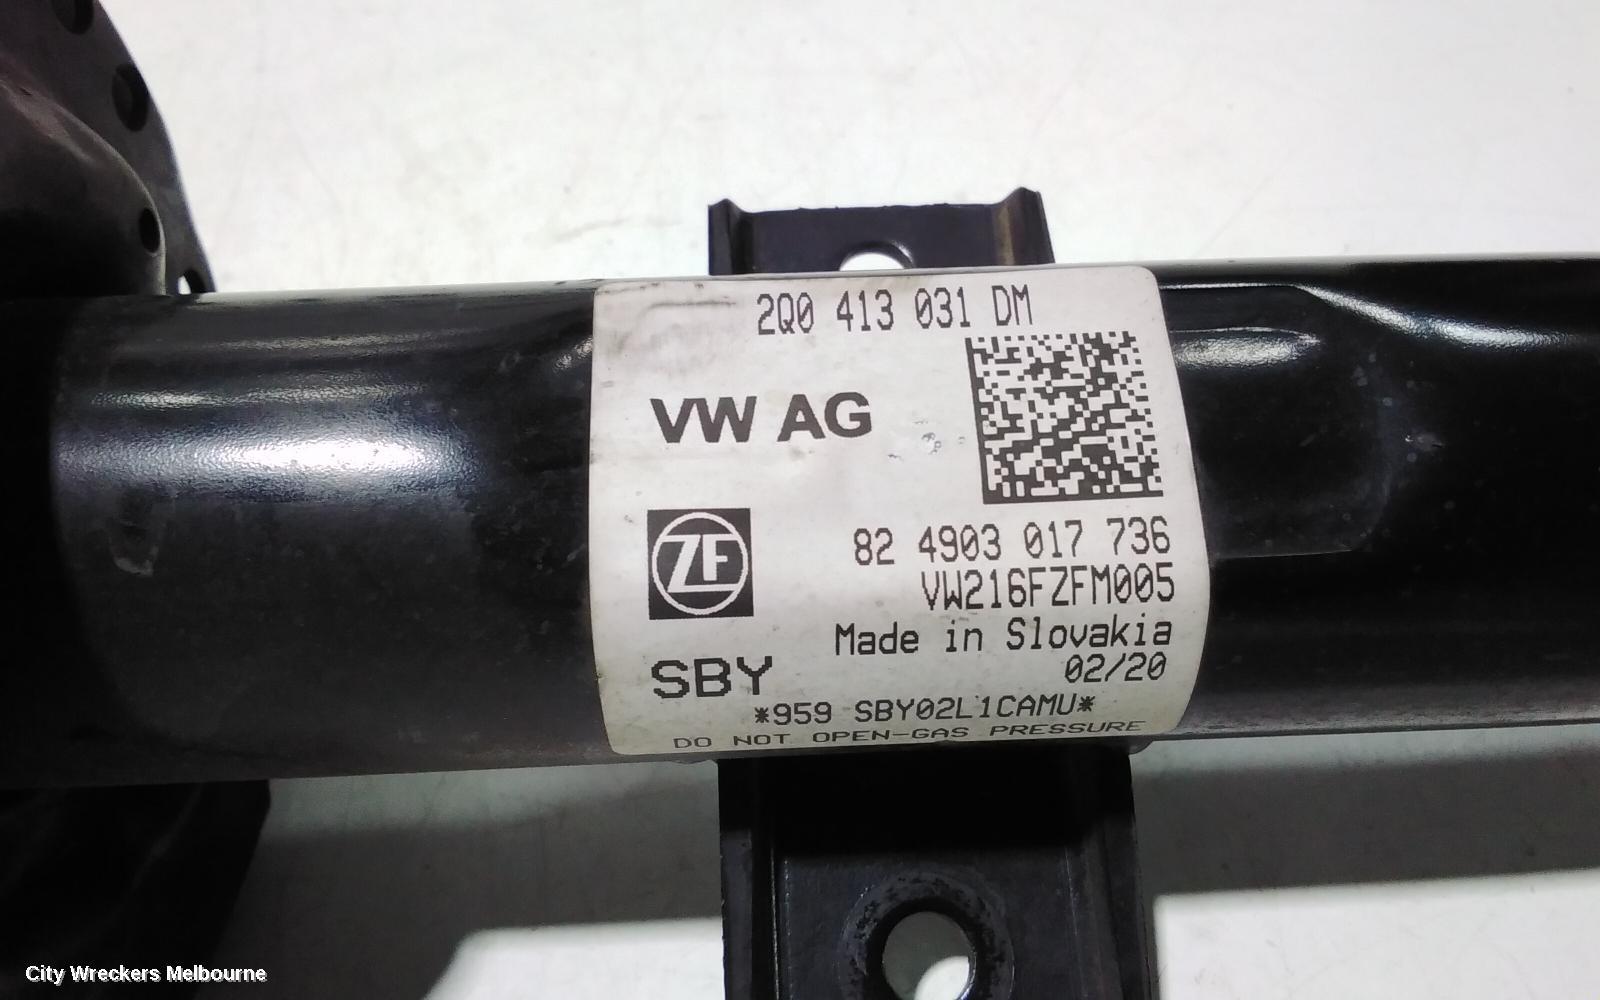 2Q0 413 031 DM
VW AG
82 4903 017 736
ZF
VW216FZFM005
Made in Slovakia
02/20
SBY
*959 SBY02L1CAMU*
DO NOT OPEN-GAS PRESSURE
City Wreckers Melbourne